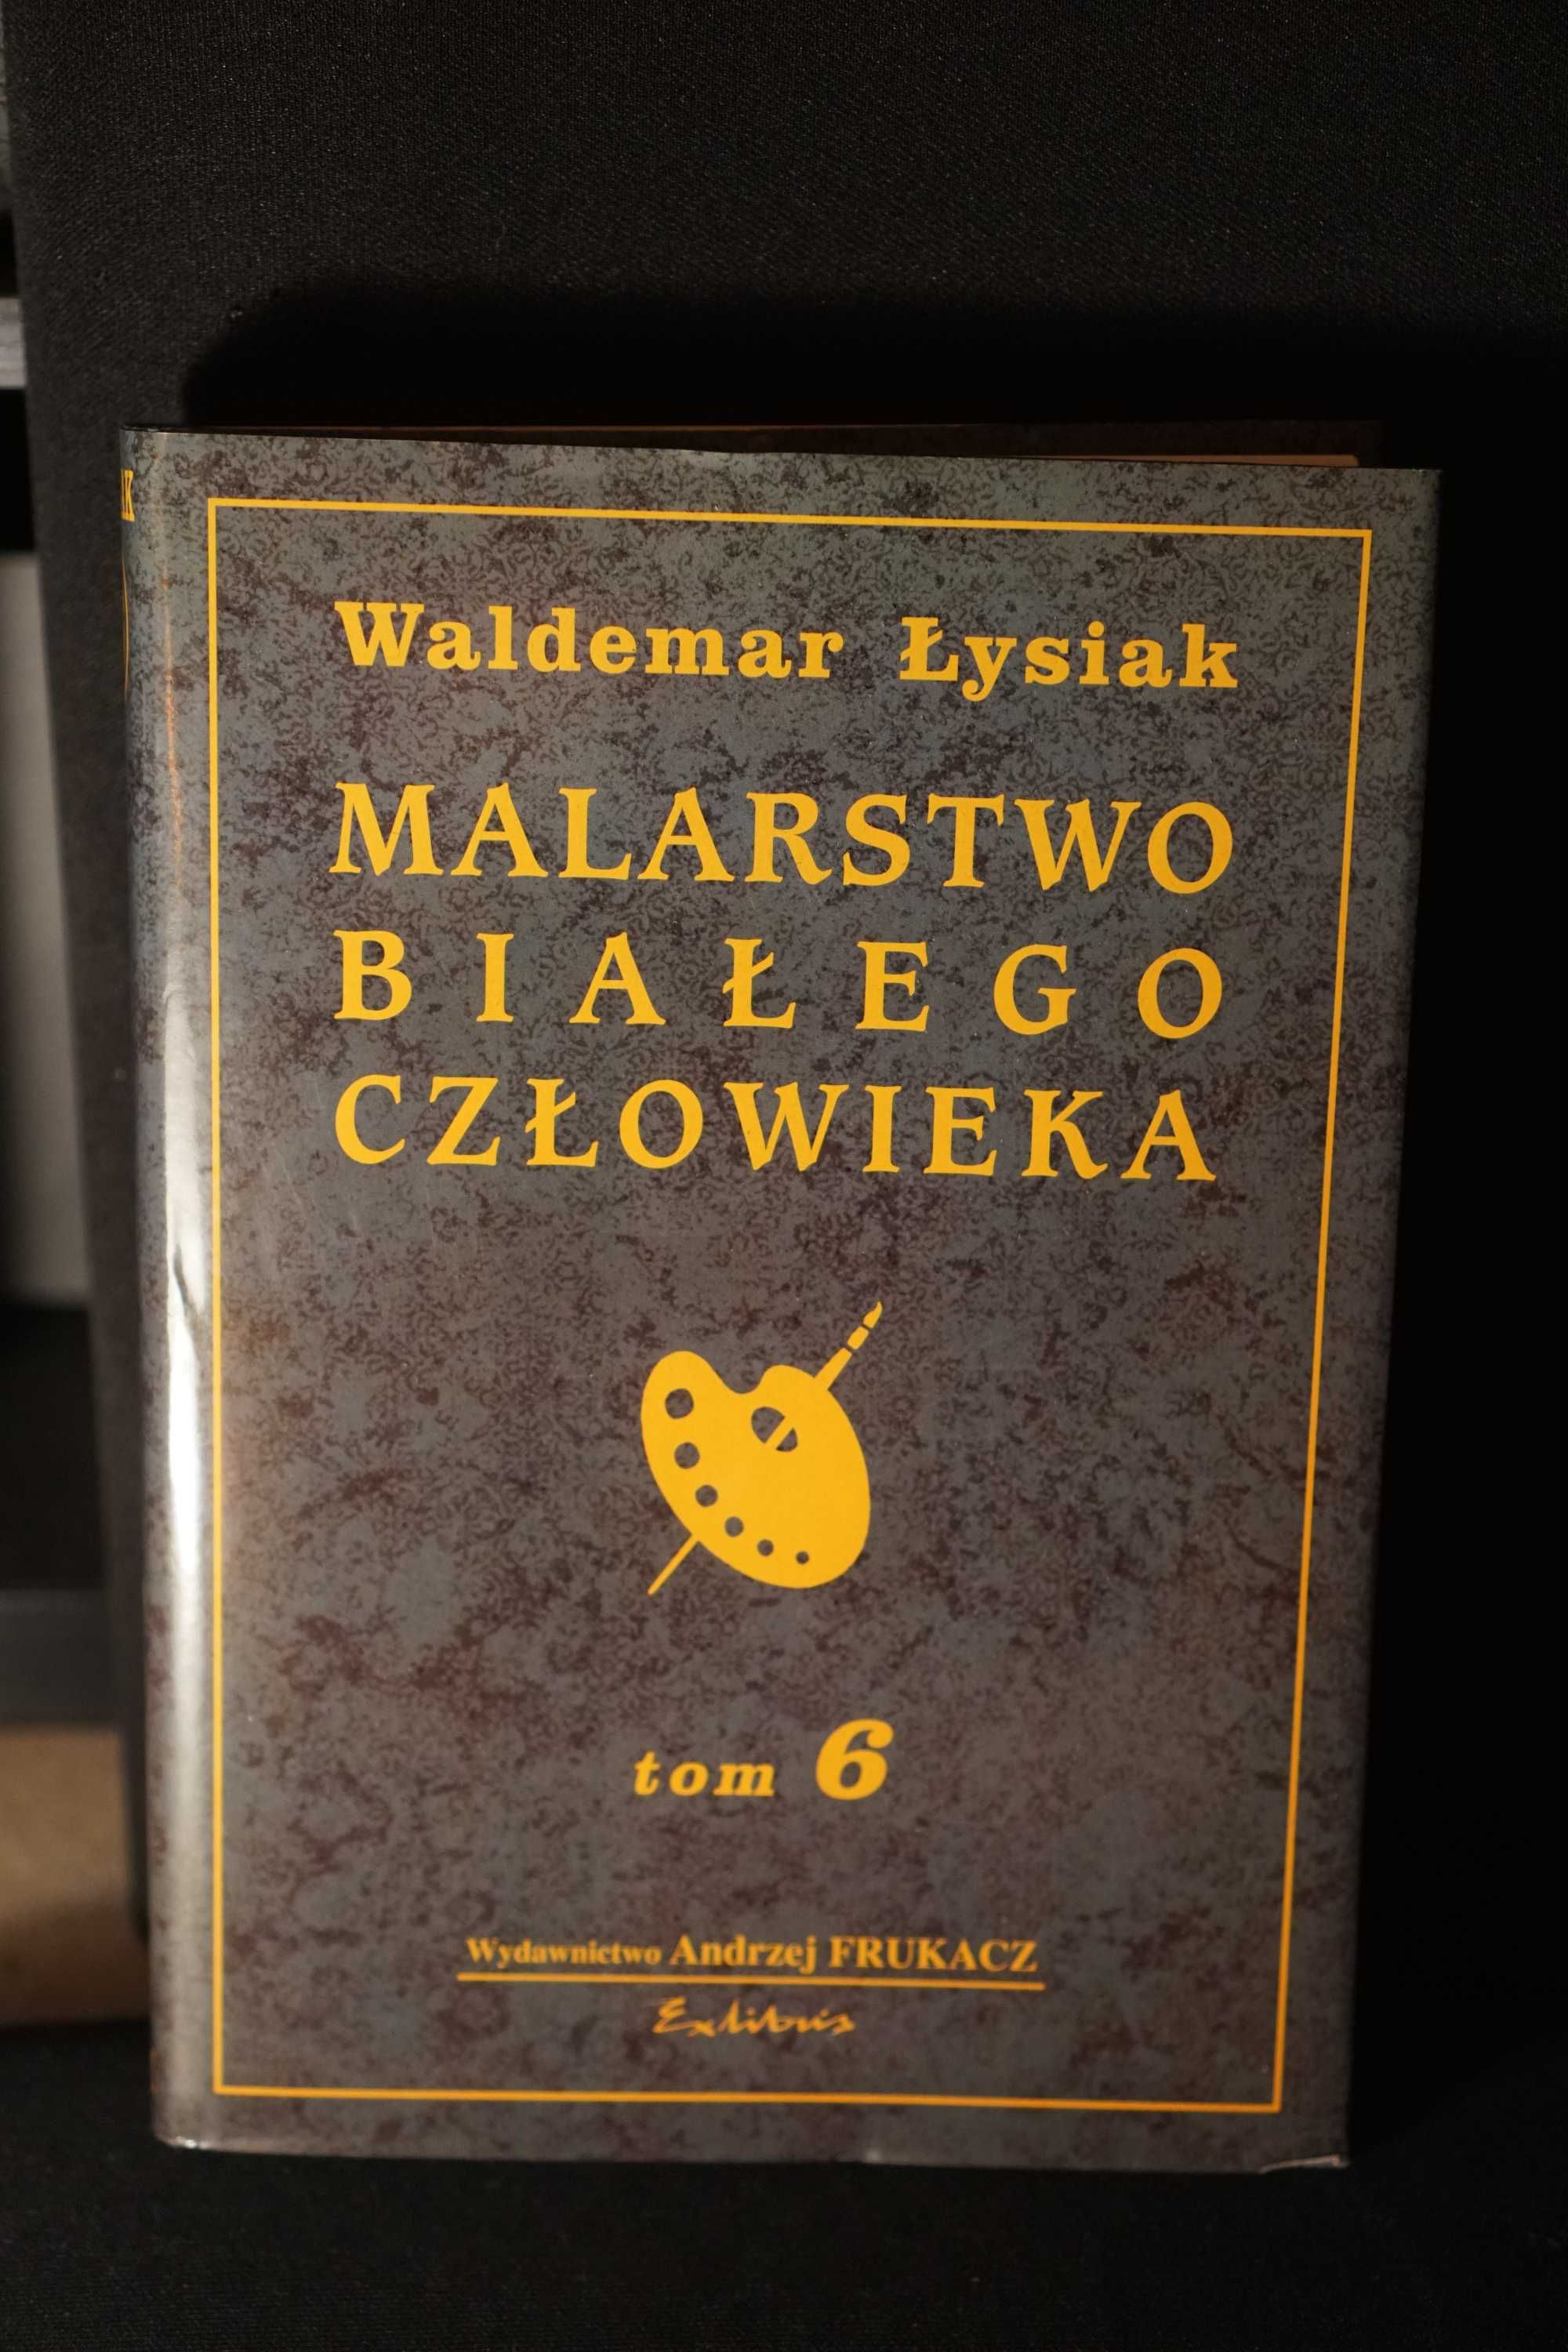 Waldemar Łysiak
MALARSTWO
BIAŁEGO
CZŁOWIEKA
tom 6
Wydawnictwo Andrzej FRUKACZ
Exlibris